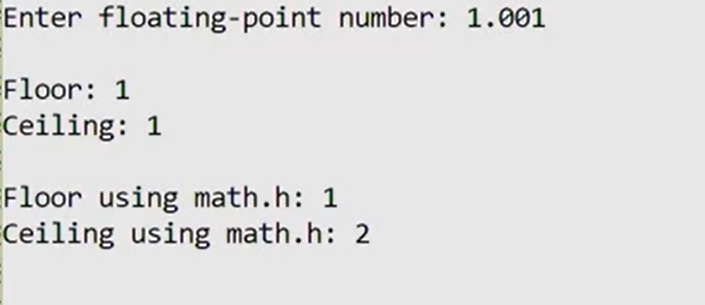 Enter floating-point number: 1.001
Floor: 1
Ceiling: 1
Floor using math.h: 1
Ceiling using math.h: 2